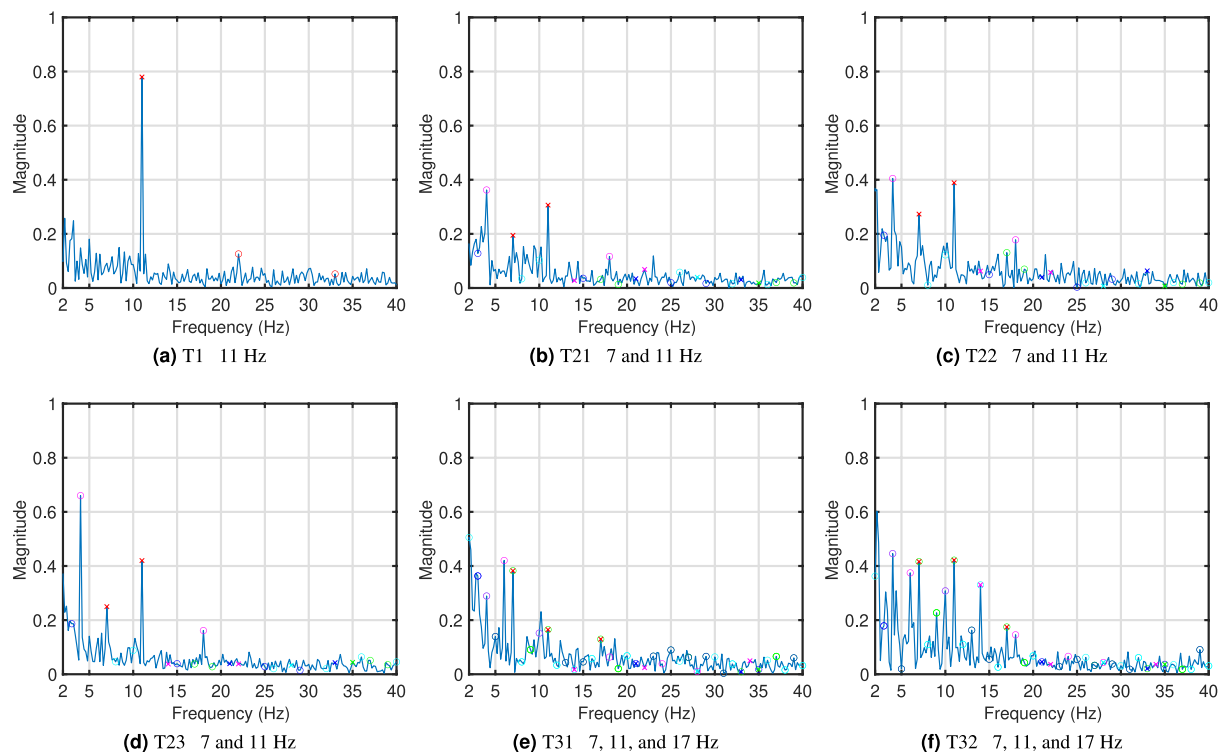 1
0.8
0.6
0.4
0.2
0
Magnitude
2 5 10 15 20 25 30 35 40
Frequency (Hz)
(a) T1 11 Hz
1
0.8
0.6
0.4
0.2
0
Magnitude
2 5 10 15 20 25 30 35 40
Frequency (Hz)
(b) T21 7 and 11 Hz
1
0.8
0.6
0.4
0.2
0
Magnitude
2 5 10 15 20 25 30 35 40
Frequency (Hz)
(c) T22 7 and 11 Hz
1
0.8
0.6
0.4
0.2
0
Magnitude
2 5 10 15 20 25 30 35 40
Frequency (Hz)
(d) T23 7 and 11 Hz
1
0.8
0.6
0.4
0.2
0
Magnitude
2 5 10 15 20 25 30 35 40
Frequency (Hz)
(e) T31 7, 11, and 17 Hz
1
0.8
0.6
0.4
0.2
0
Magnitude
2 5 10 15 20 25 30 35 40
Frequency (Hz)
(f) T32 7, 11, and 17 Hz